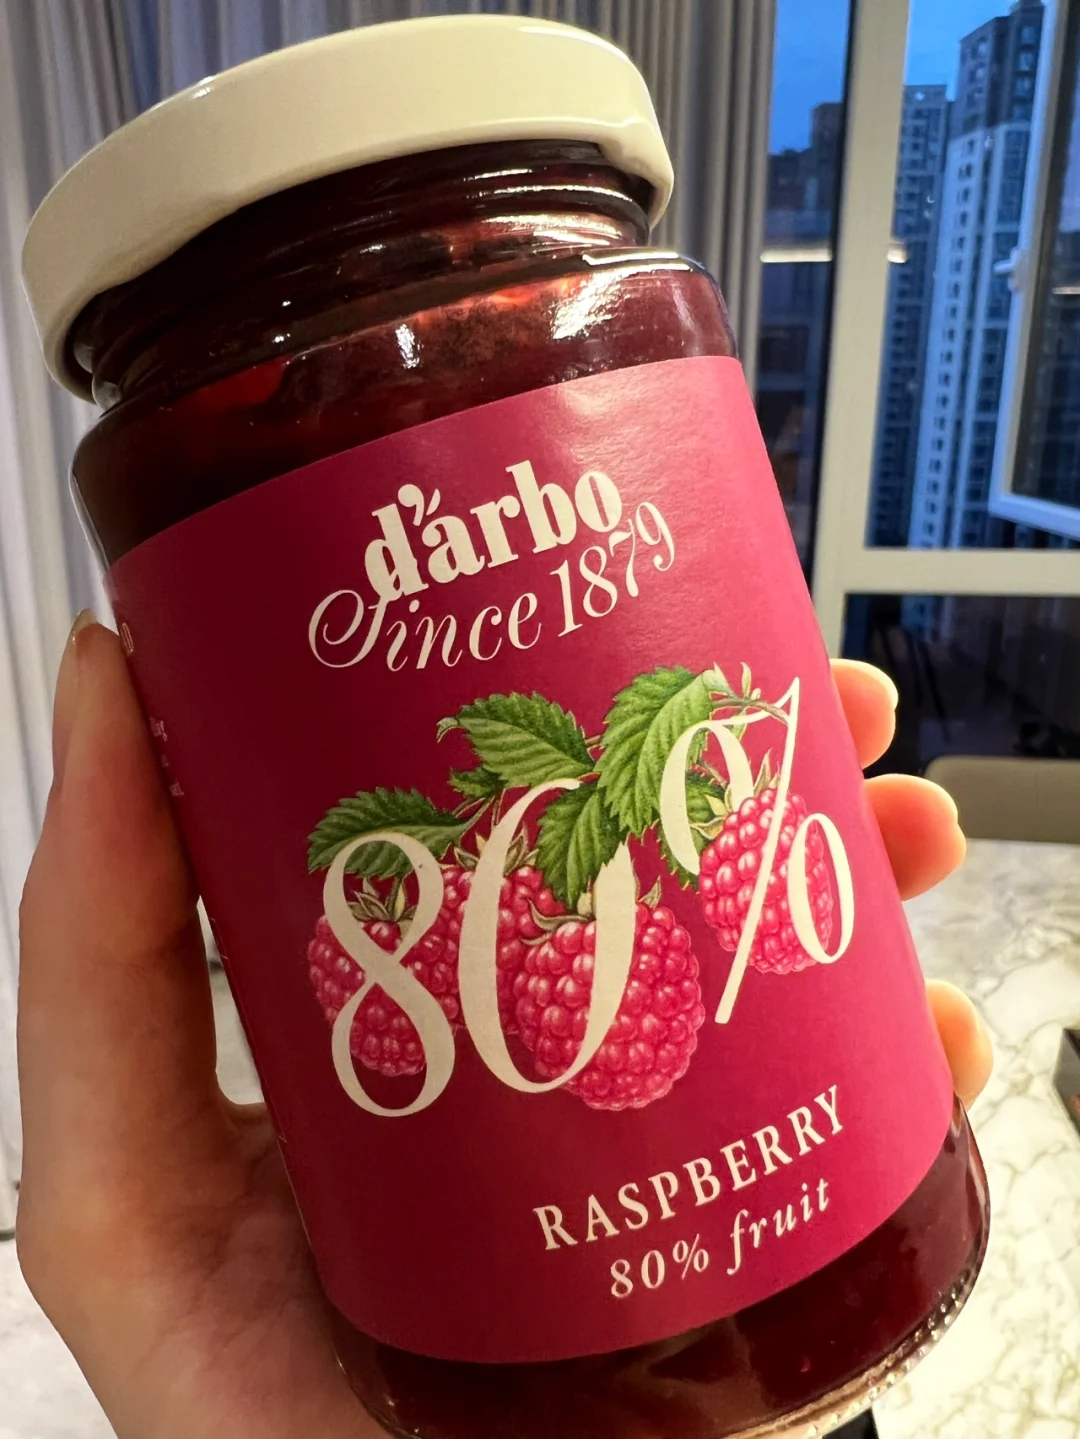 d'arbo
Since 1879
80%
RASPBERRY
80% fruit